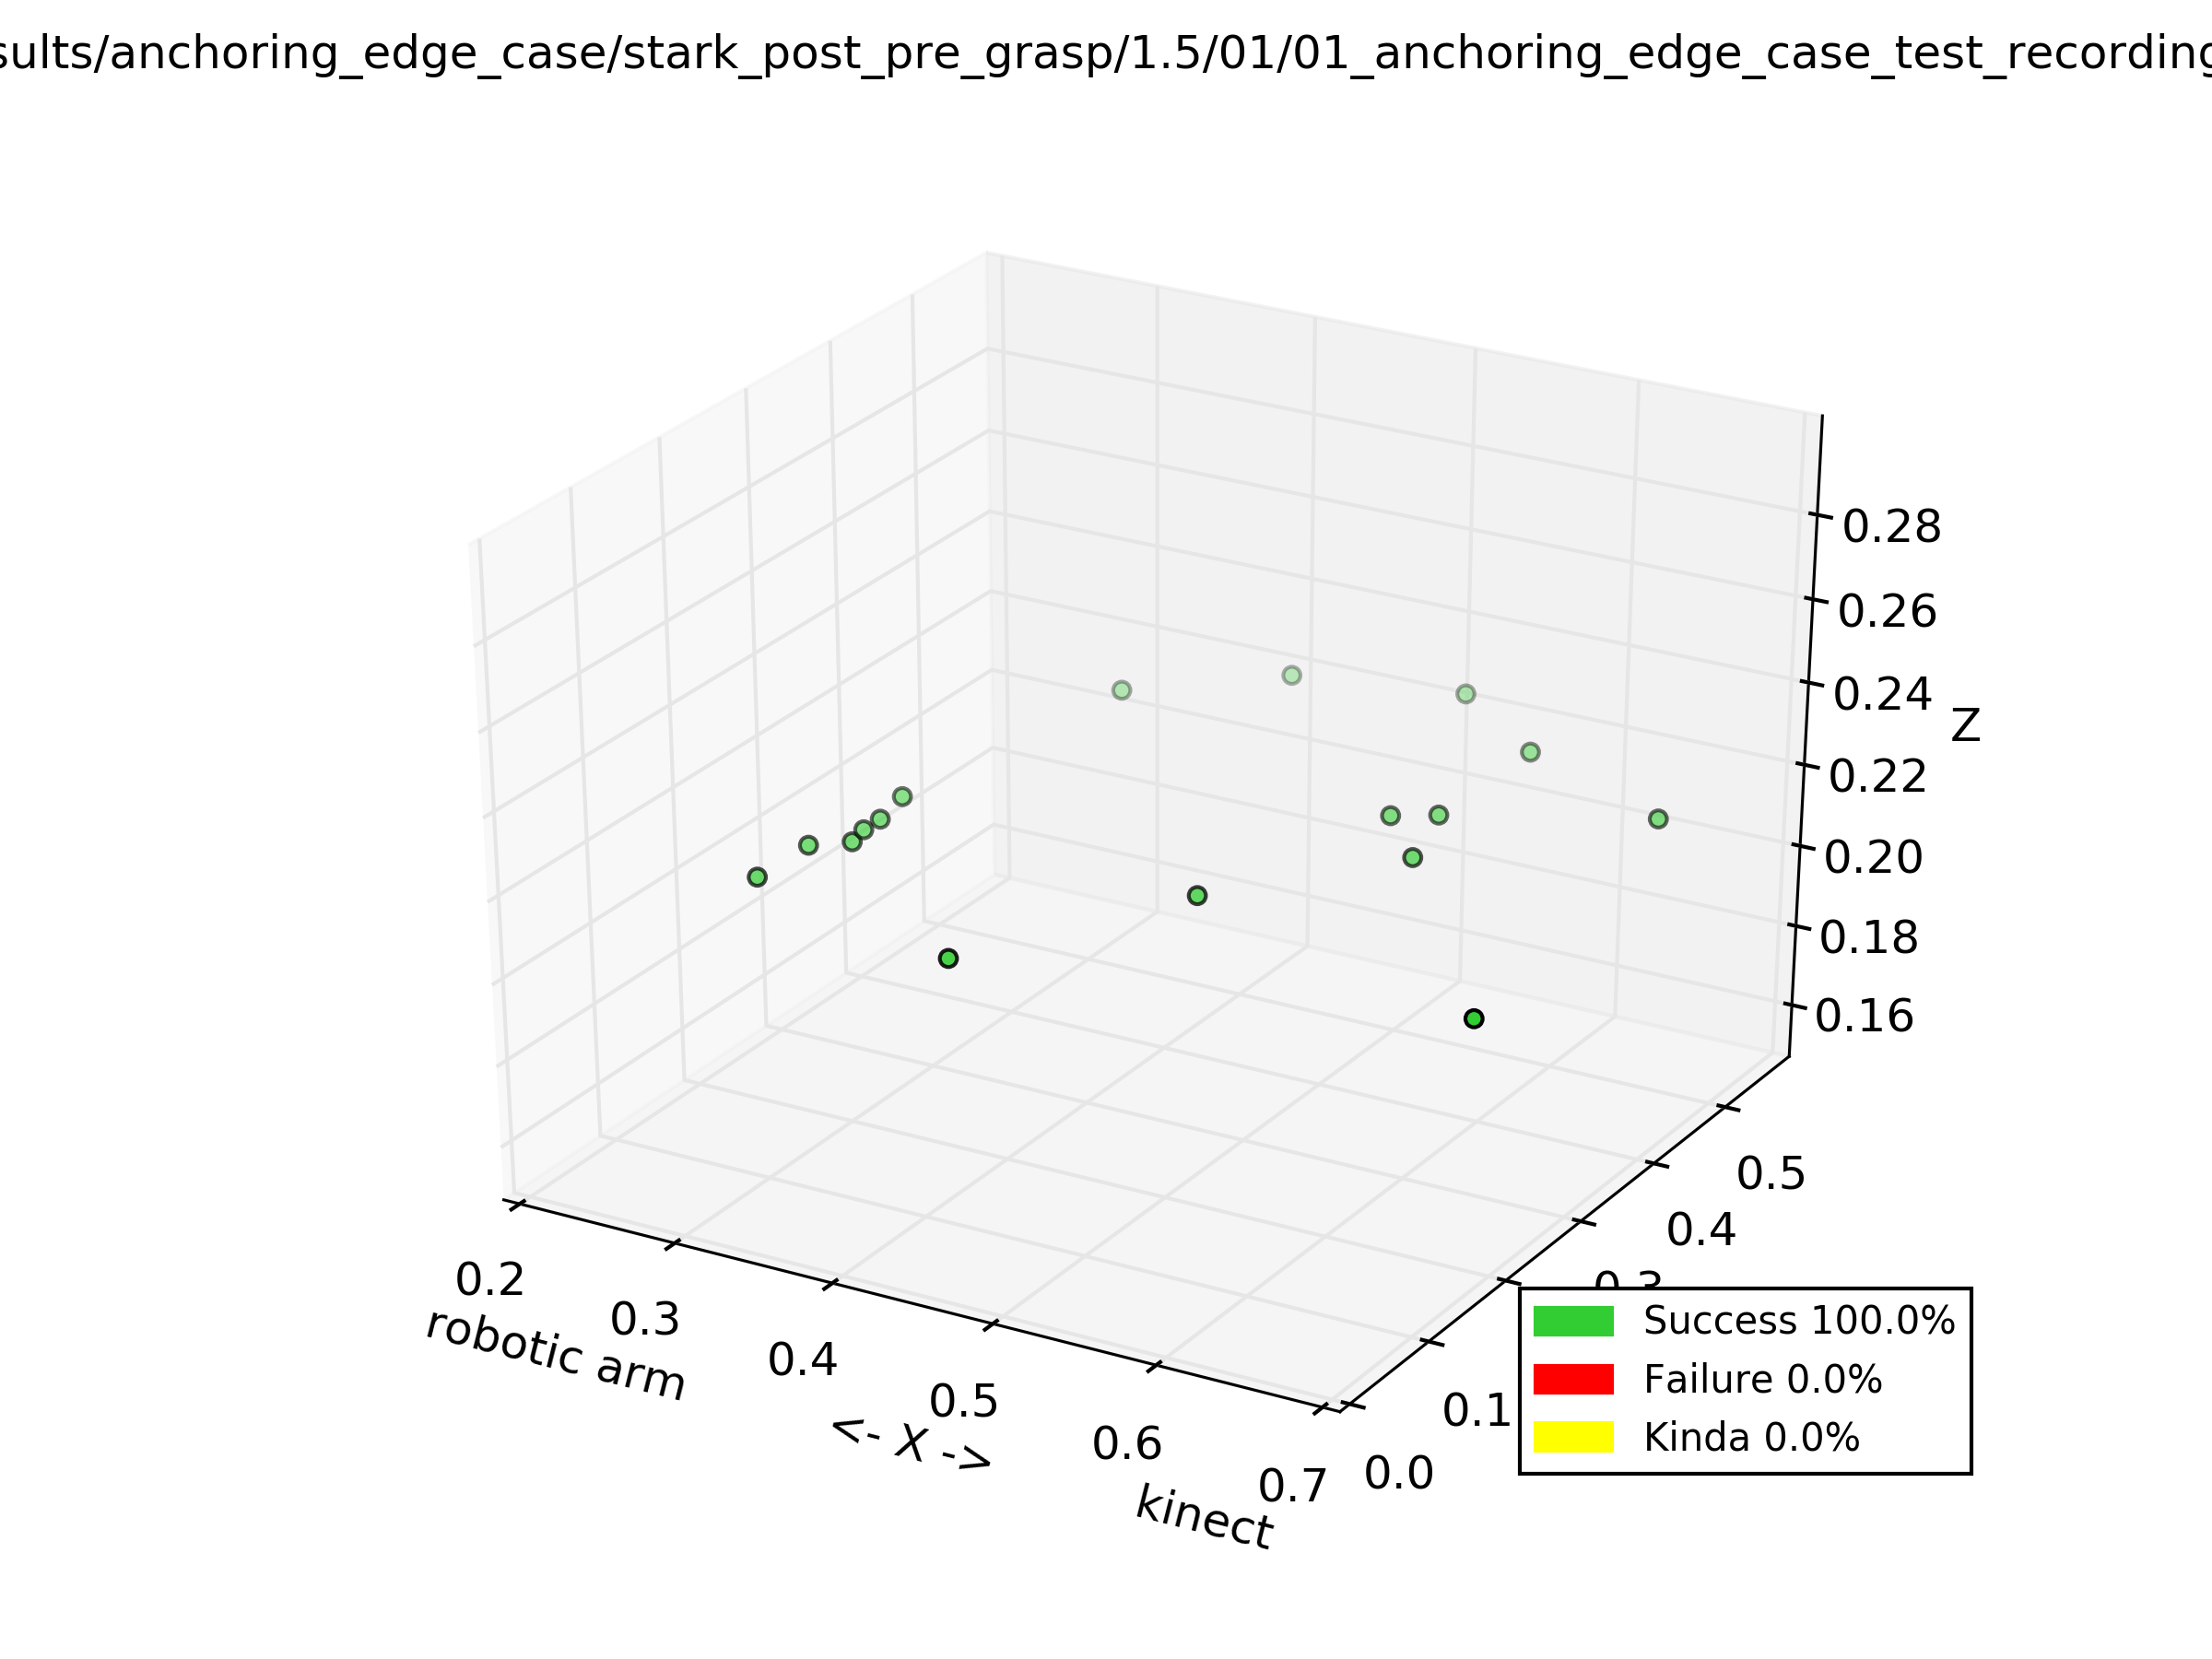 sults/anchoring_edge_case/stark_post_pre_grasp/1.5/01/01_anchoring_edge_case_test_recording
0.28
0.26
0.24
Z
0.22
0.20
0.18
0.16
0.5
0.4
0.3
0.1
0.0
0.2
0.3
0.4
0.5
0.6
0.7
robotic arm
<- X ->
kinect
Success 100.0%
Failure 0.0%
Kinda 0.0%